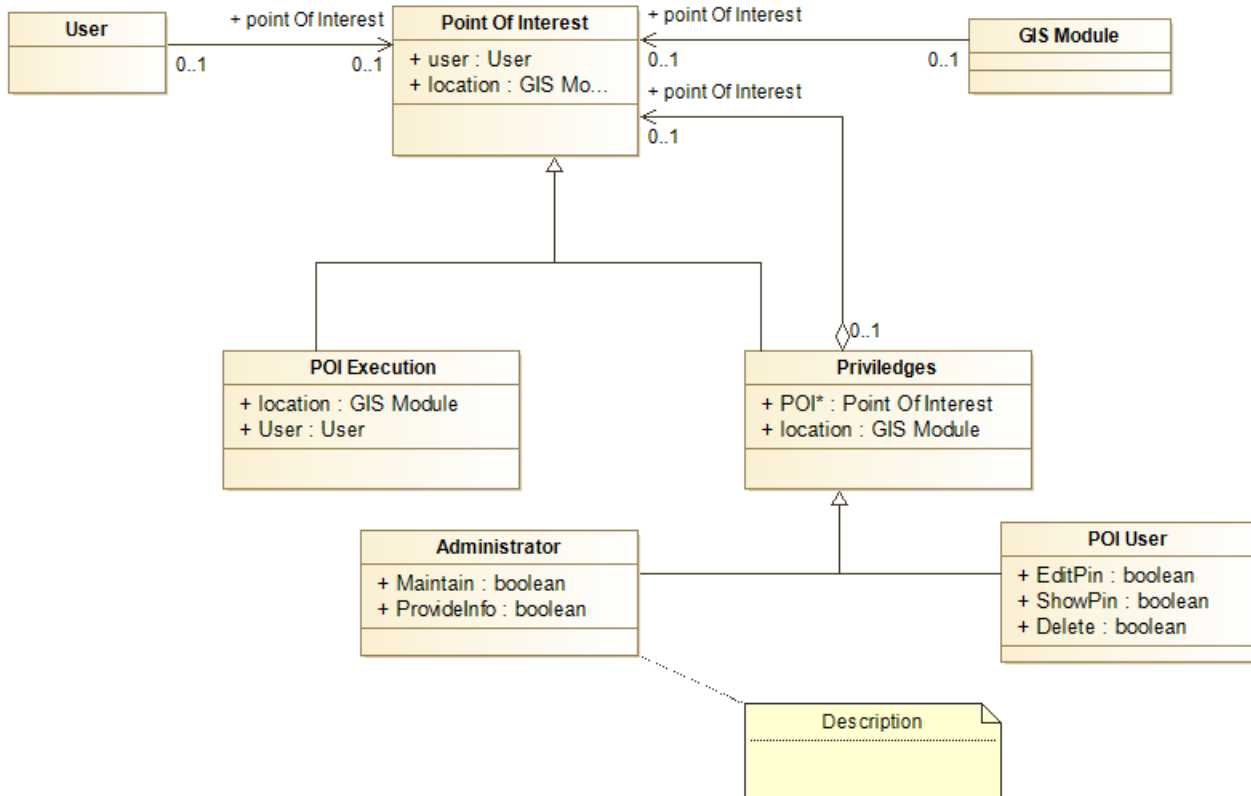 User
+ point Of Interest
0..1
0..1
Point Of Interest
+ user : User
+ location : GIS Mo...
+ point Of Interest
0..1
0..1
GIS Module
+ point Of Interest
0..1
0..1
POI Execution
+ location : GIS Module
+ User : User
Priviledges
+ POI* : Point Of Interest
+ location : GIS Module
Administrator
+ Maintain : boolean
+ ProvideInfo : boolean
POI User
+ EditPin : boolean
+ ShowPin : boolean
+ Delete : boolean
Description